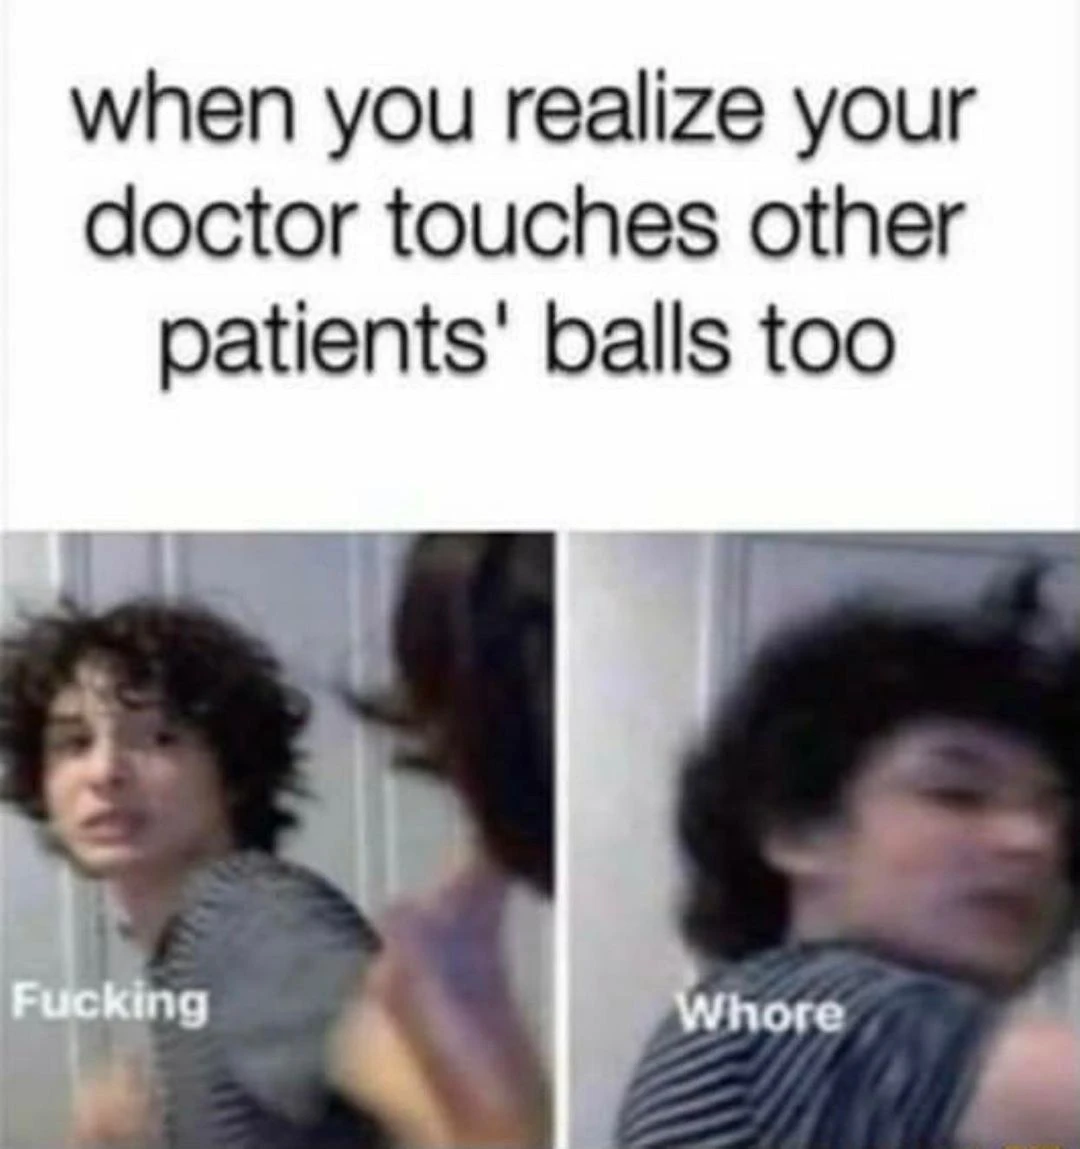 when you realize your
doctor touches other
patients' balls too
Fucking
Whore